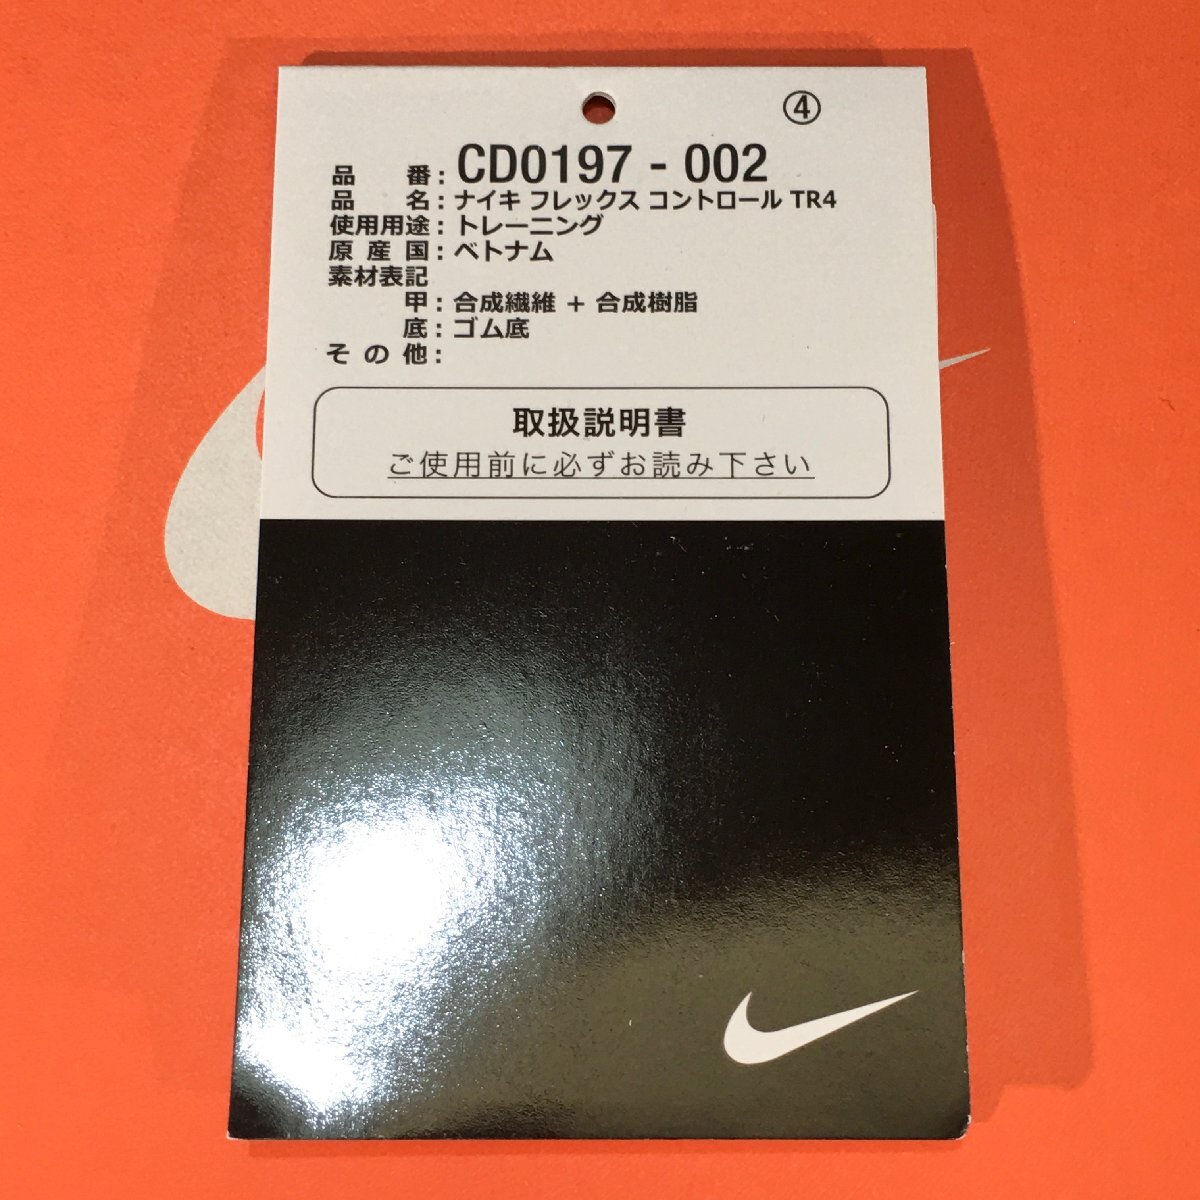 ④
品番: CD0197 - 002
品名: ナイキ フレックス コントロール TR4
使用用途: トレーニング
原産国: ベトナム
素材表記
甲: 合成繊維 + 合成樹脂
底: ゴム底
その他:
取扱説明書
ご使用前に必ずお読み下さい